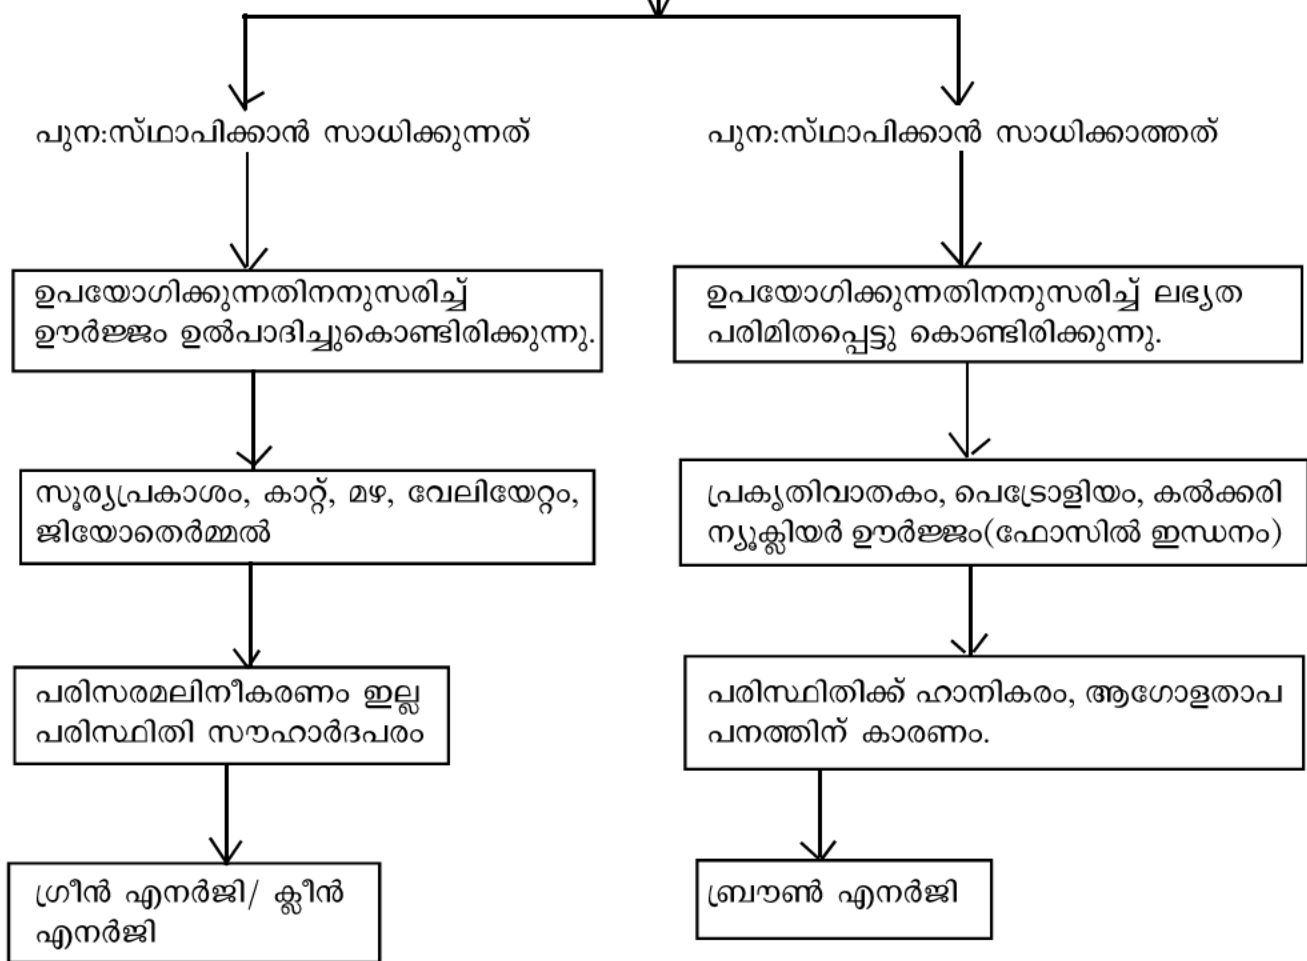 പുന:സ്ഥാപിക്കാൻ സാധിക്കുന്നത്
ഉപയോഗിക്കുന്നതിനനുസരിച്ച്
ഊർജ്ജം ഉൽപാദിച്ചുകൊണ്ടിരിക്കുന്നു.
സൂര്യപ്രകാശം, കാറ്റ്, മഴ, വേലിയേറ്റം,
ജിയോതെർമ്മൽ
പരിസരമലിനീകരണം ഇല്ല
പരിസ്ഥിതി സൗഹാർദപരം
ഗ്രീൻ എനർജി/ ക്ലീൻ
എനർജി
പുന:സ്ഥാപിക്കാൻ സാധിക്കാത്തത്
ഉപയോഗിക്കുന്നതിനനുസരിച്ച് ലഭ്യത
പരിമിതപ്പെട്ടു കൊണ്ടിരിക്കുന്നു.
പ്രകൃതിവാതകം, പെട്രോളിയം, കൽക്കരി
ന്യൂക്ലിയർ ഊർജ്ജം(ഫോസിൽ ഇന്ധനം)
പരിസ്ഥിതിക്ക് ഹാനികരം, ആഗോളതാപ
പനത്തിന് കാരണം.
ബ്രൗൺ എനർജി